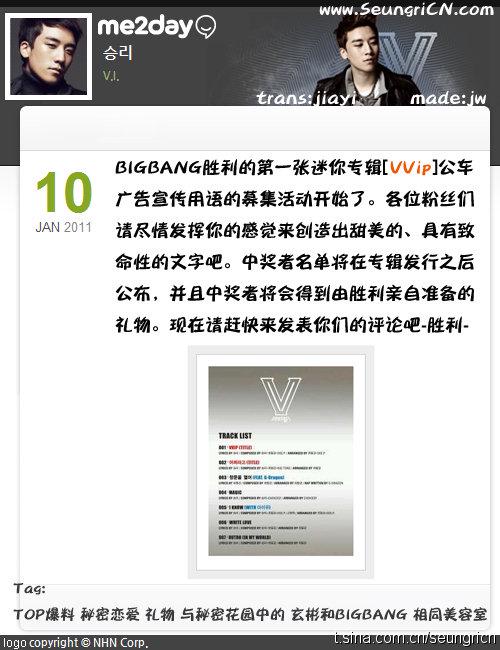 www.SeungriCN.com
me2day
승리
V.I.
trans:jiayi made:jw
10
JAN 2011
BIGBANG胜利的第一张迷你专辑[VVip]公车
广告宣传用语的募集活动开始了。各位粉丝们
请尽情发挥你的感觉来创造出甜美的、具有致
命性的文字吧。中奖者名单将在专辑发行之后
公布，并且中奖者将会得到由胜利亲自准备的
礼物。现在请赶快来发表你们的评论吧-胜利-
V
TRACK LIST
001 VVIP (TITLE)
002 어쩌라고 (TITLE)
003 창문을 열어 (FEAT. G-Dragon)
004 MAGIC
005 I KNOW (WITH 아이유)
006 WHITE LOVE
007 OUTRO (IN MY WORLD)
Tag:
TOP爆料 秘密恋爱 礼物 与秘密花园中的 玄彬和BIGBANG 相同美容室
t.sina.com.cn/seungricn
logo copyright © NHN Corp.